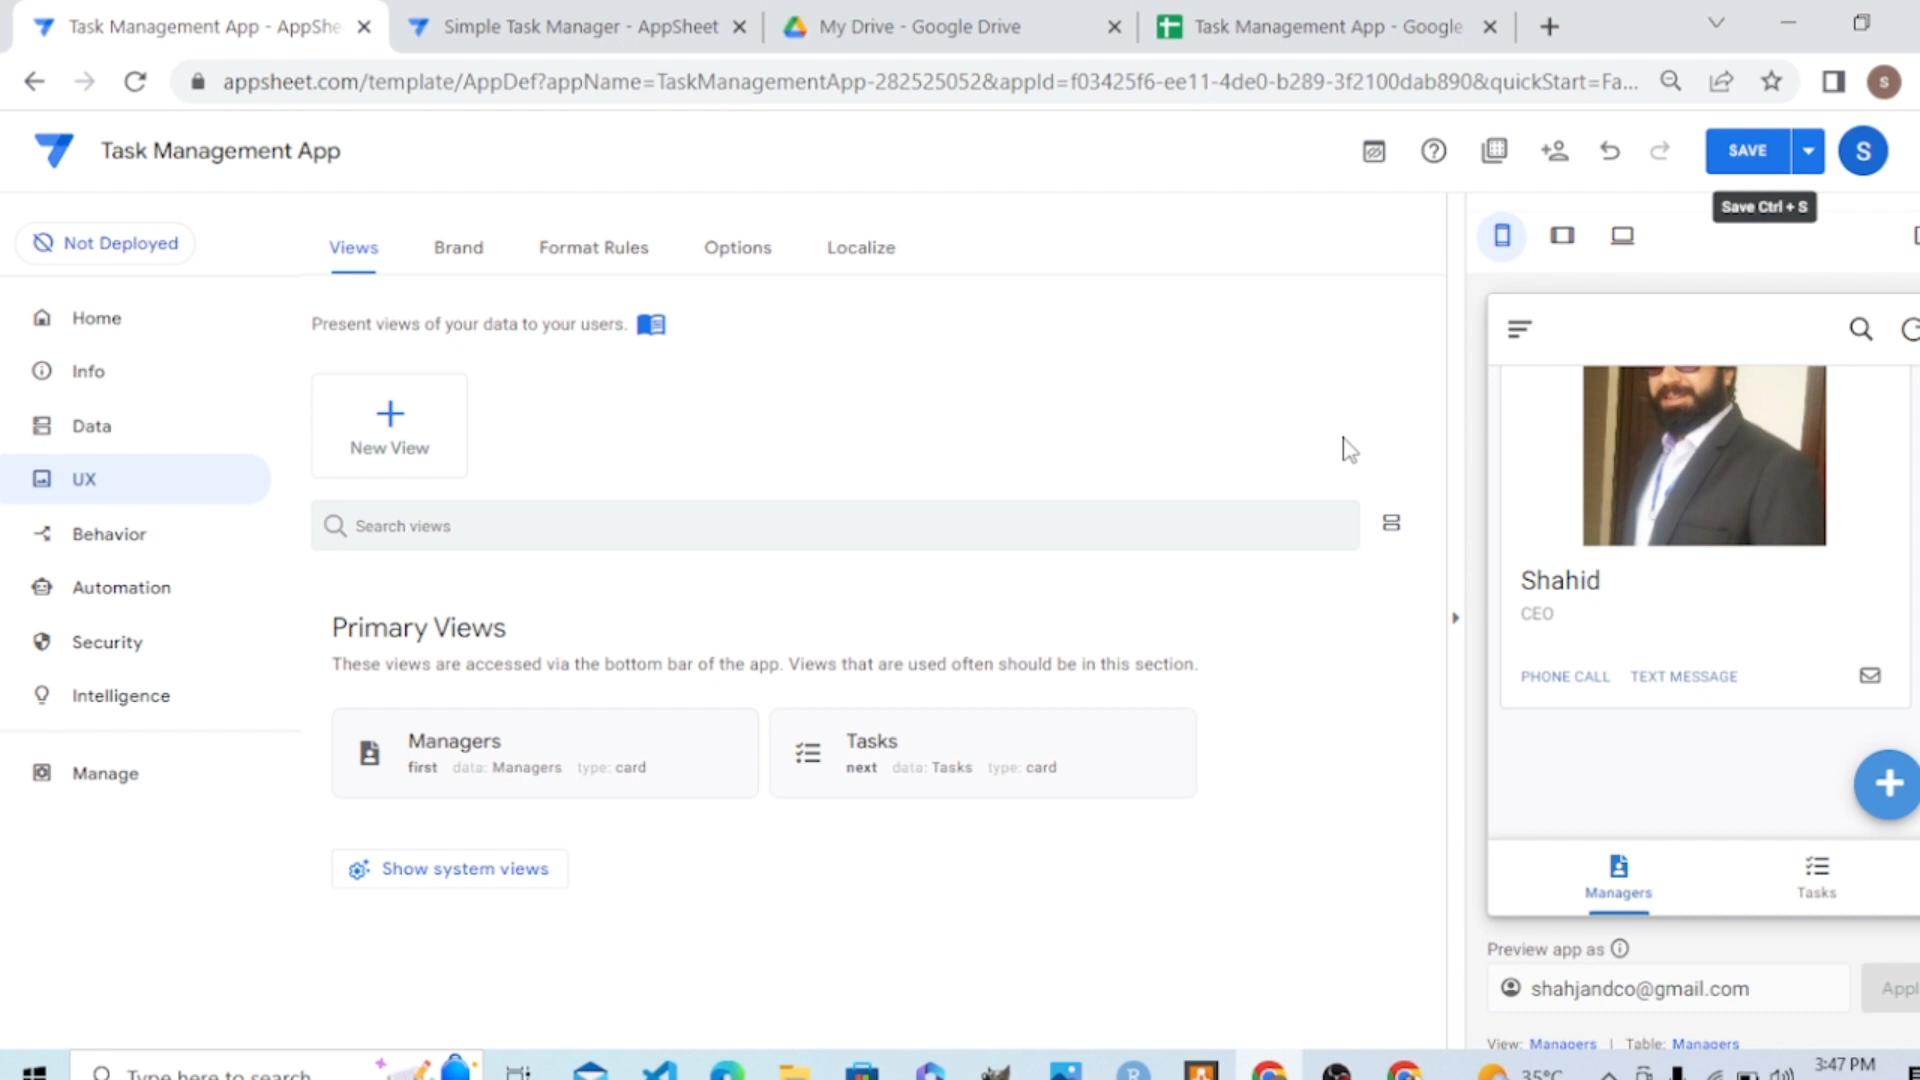 Task Management App - AppShe
Simple Task Manager - AppSheet
My Drive - Google Drive
Task Management App - Google
appsheet.com/template/AppDef?appName=TaskManagementApp-282525052&appId=f03425f6-ee11-4de0-b289-3f2100dab890&quickStart=Fa...
S
Task Management App
SAVE
S
Save Ctrl + S
Not Deployed
Views
Brand
Format Rules
Options
Localize
Home
Info
Data
UX
Behavior
Automation
Security
Intelligence
Manage
Present views of your data to your users.
New View
Search views
Primary Views
These views are accessed via the bottom bar of the app. Views that are used often should be in this section.
Managers
first data: Managers type: card
Tasks
next data: Tasks type: card
Show system views
Shahid
CEO
PHONE CALL TEXT MESSAGE
Managers
Tasks
Preview app as
shahjandco@gmail.com
Appl
View: Managers | Table: Managers
Type here to search
35°C
3:47 PM